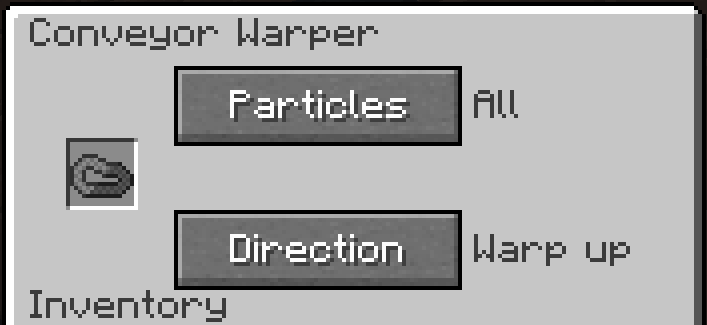 Conveyor Warper
Particles All
Direction Warp up
Inventory